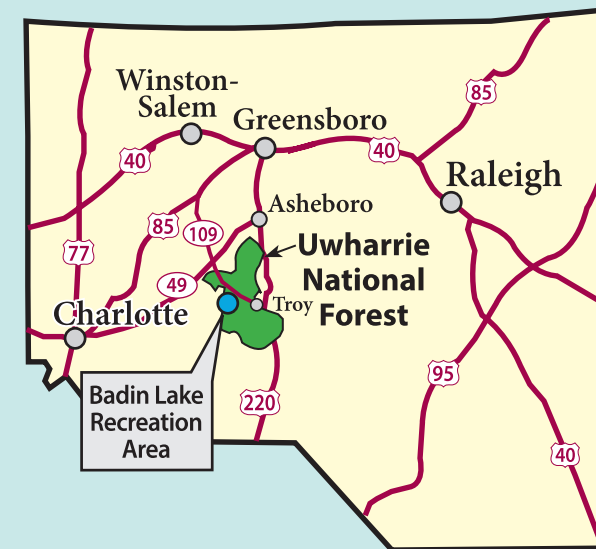 Winston-
Salem
Greensboro
85
40
40
Raleigh
Asheboro
85
109
Uwharrie
National
Forest
77
49
Troy
Charlotte
95
Badin Lake
Recreation
Area
220
40